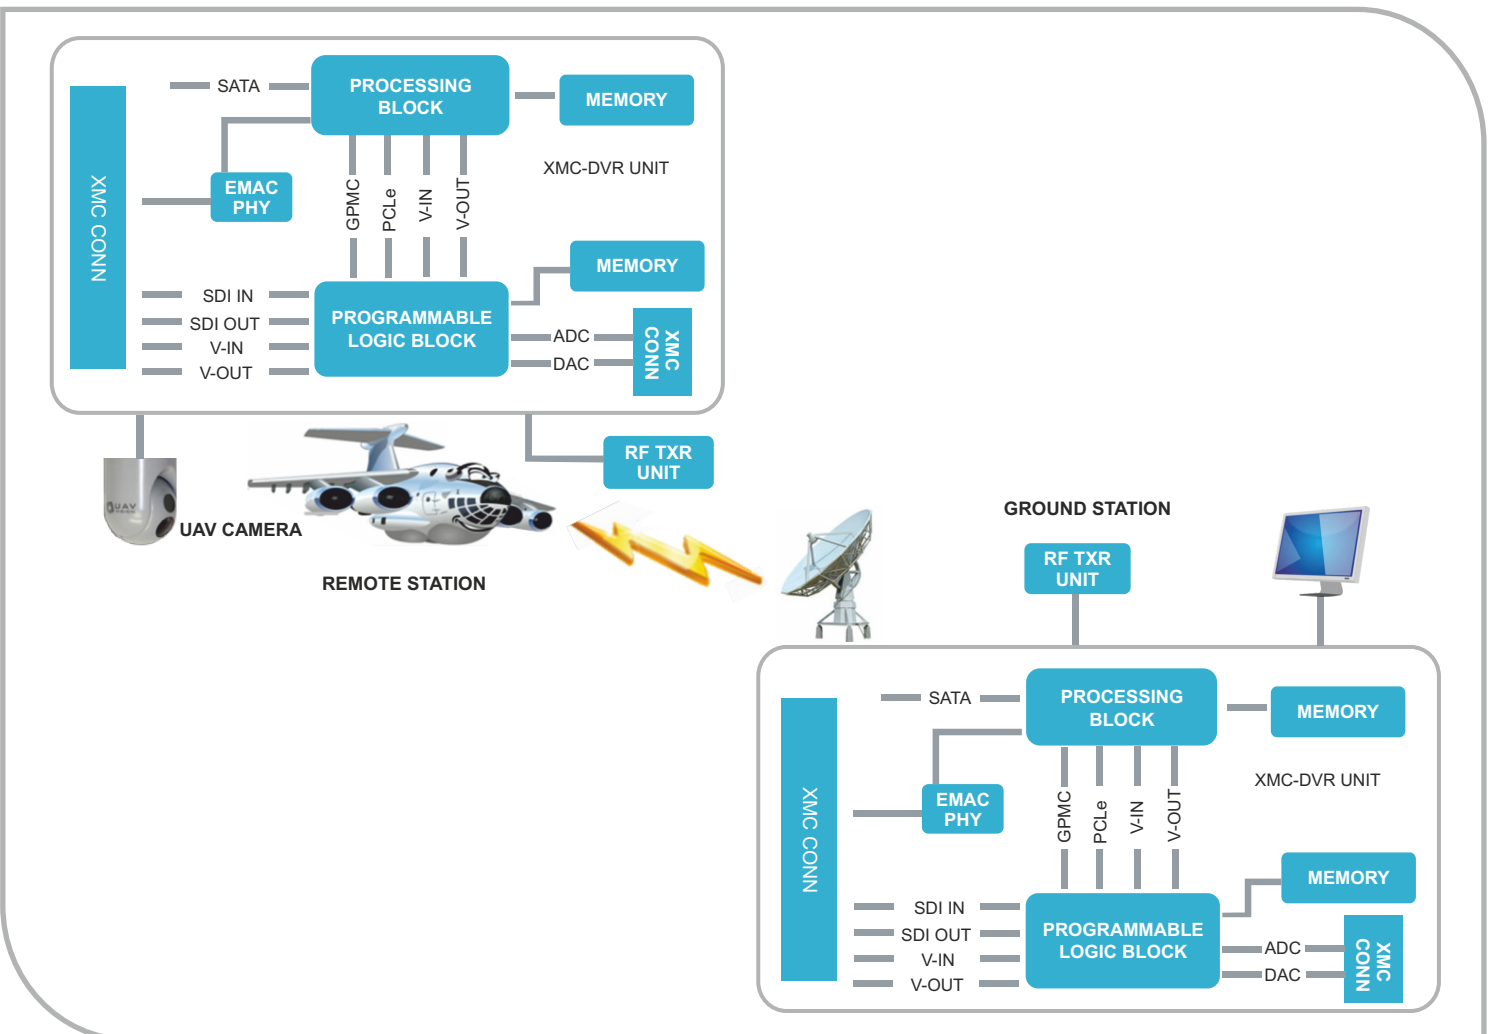 SATA
PROCESSING
BLOCK
MEMORY
XMC-DVR UNIT
XMC CONN
EMAC
PHY
GPMC
PCLe
V-IN
V-OUT
MEMORY
SDI IN
SDI OUT
V-IN
V-OUT
PROGRAMMABLE
LOGIC BLOCK
ADC
DAC
XMC
CONN
RF TXR
UNIT
UAV
UAV CAMERA
REMOTE STATION
GROUND STATION
RF TXR
UNIT
SATA
PROCESSING
BLOCK
MEMORY
XMC-DVR UNIT
XMC CONN
EMAC
PHY
GPMC
PCLe
V-IN
V-OUT
MEMORY
SDI IN
SDI OUT
V-IN
V-OUT
PROGRAMMABLE
LOGIC BLOCK
ADC
DAC
XMC
CONN